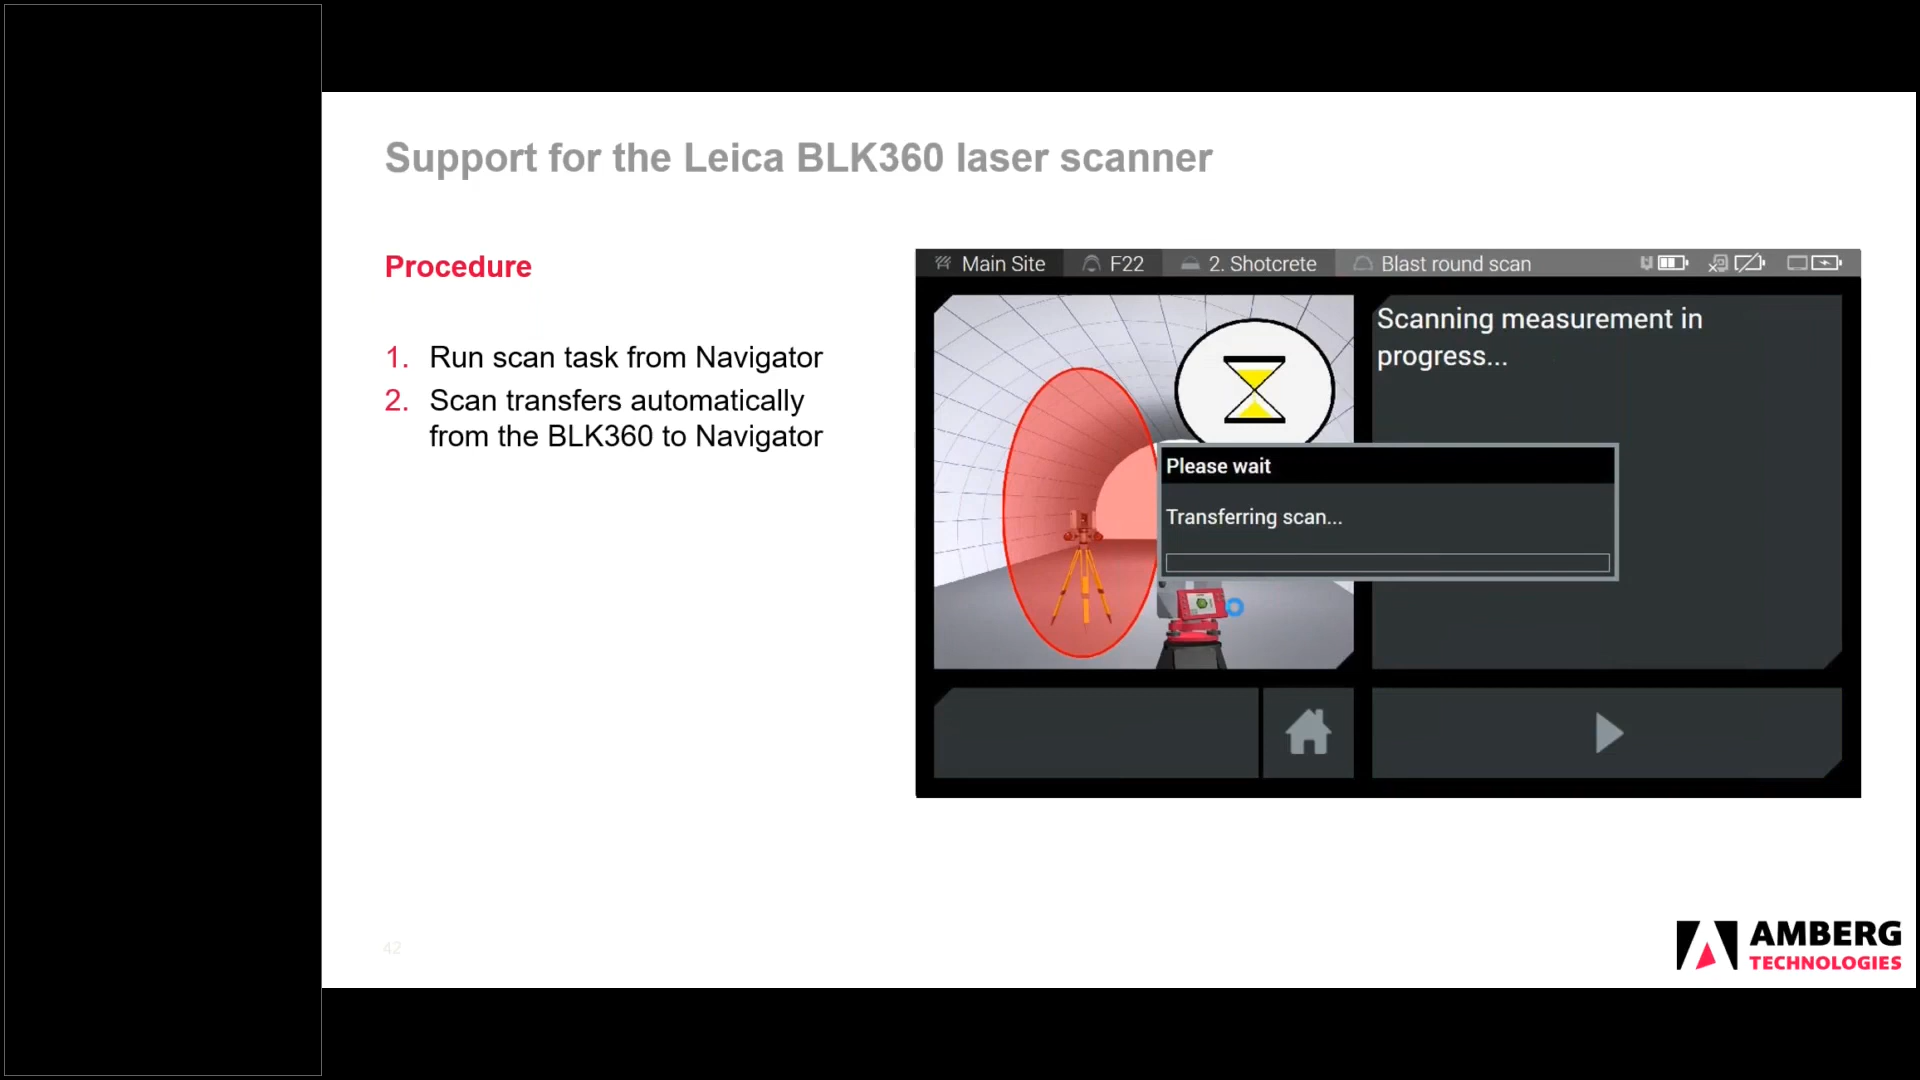 Support for the Leica BLK360 laser scanner
Procedure
1. Run scan task from Navigator
2. Scan transfers automatically
from the BLK360 to Navigator
Main Site F22 2. Shotcrete Blast round scan
Scanning measurement in
progress...
Please wait
Transferring scan...
42
AMBERG
TECHNOLOGIES